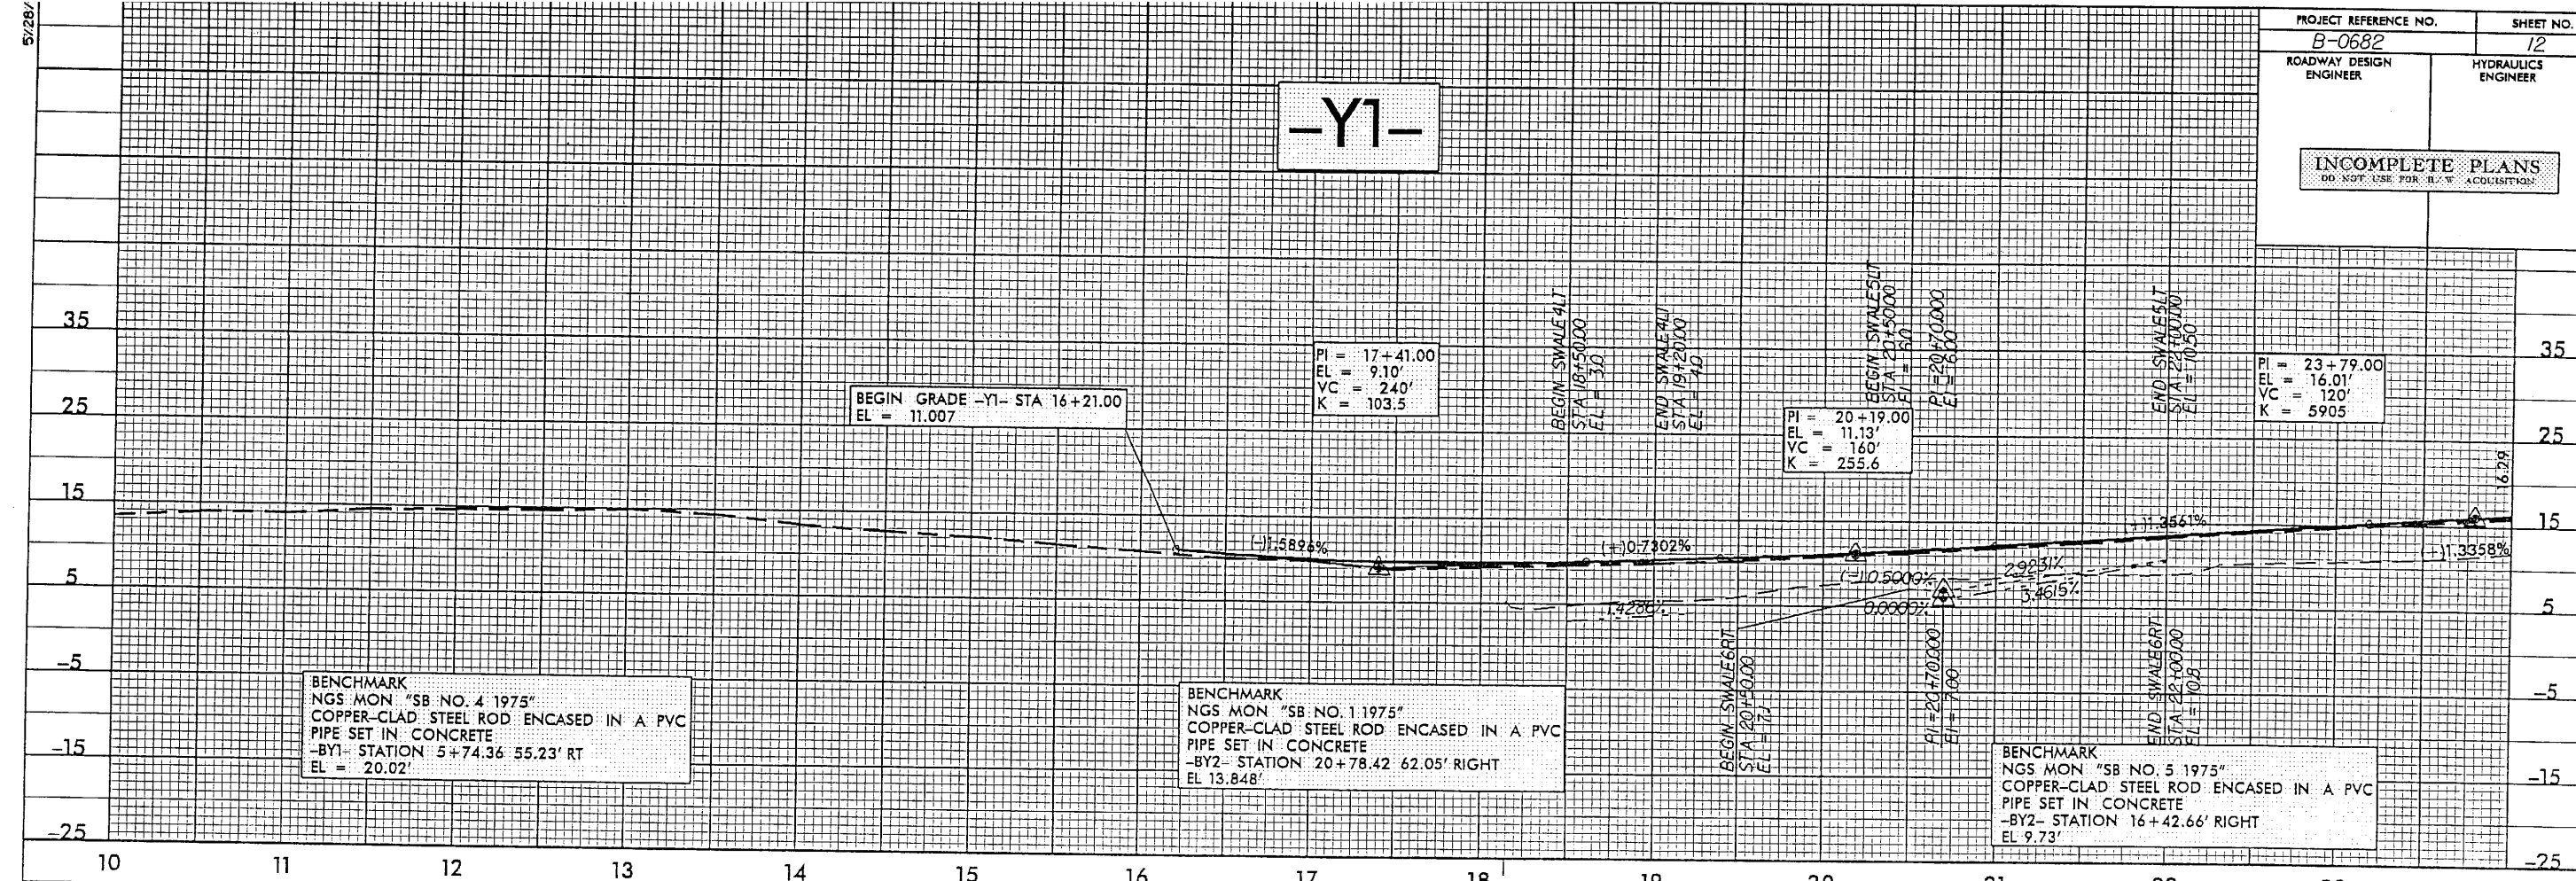 5/28/
PROJECT REFERENCE NO.
SHEET NO.
B-0682
12
ROADWAY DESIGN
ENGINEER
HYDRAULICS
ENGINEER
INCOMPLETE PLANS
DO NOT USE FOR R/W ACQUISITION
-Y1-
35
25
15
5
-5
-15
-25
BEGIN GRADE -Y1- STA 16+21.00
EL = 11.007
PI = 17+41.00
EL = 9.10'
VC = 240'
K = 103.5
BEGIN SWALE4LT
STA 18+50.00
EL = 3.0
END SWALE4LT
STA 19+20.00
EL = 4.0
PI = 20+19.00
EL = 11.13'
VC = 160'
K = 255.6
BEGIN SWALE5LT
STA 20+50.00
EL = 6.0
PI=20+70.000
EL = 6.00
END SWALE5LT
STA 22+00.00
EL = 10.50
PI = 23+79.00
EL = 16.01'
VC = 120'
K = 5905
16.29
35
25
15
5
-5
-15
-25
(-)1.5896%
(+)0.7302%
(+)1.3561%
(+)1.3358%
1.4286%
(-)0.5000%
0.0000%
2.9231%
3.4615%
BEGIN SWALE6RT
STA 20+50.00
EL = 7.1
PI=20+70.000
EL = 7.00
END SWALE6RT
STA 22+00.00
EL = 10.8
BENCHMARK
NGS MON "SB NO. 4 1975"
COPPER-CLAD STEEL ROD ENCASED IN A PVC
PIPE SET IN CONCRETE
-BY1- STATION 5+74.36 55.23' RT
EL = 20.02'
BENCHMARK
NGS MON "SB NO. 1 1975"
COPPER-CLAD STEEL ROD ENCASED IN A PVC
PIPE SET IN CONCRETE
-BY2- STATION 20+78.42 62.05' RIGHT
EL 13.848'
BENCHMARK
NGS MON "SB NO. 5 1975"
COPPER-CLAD STEEL ROD ENCASED IN A PVC
PIPE SET IN CONCRETE
-BY2- STATION 16+42.66' RIGHT
EL 9.73'
10 11 12 13 14 15 16 17 18 19 20 21 22